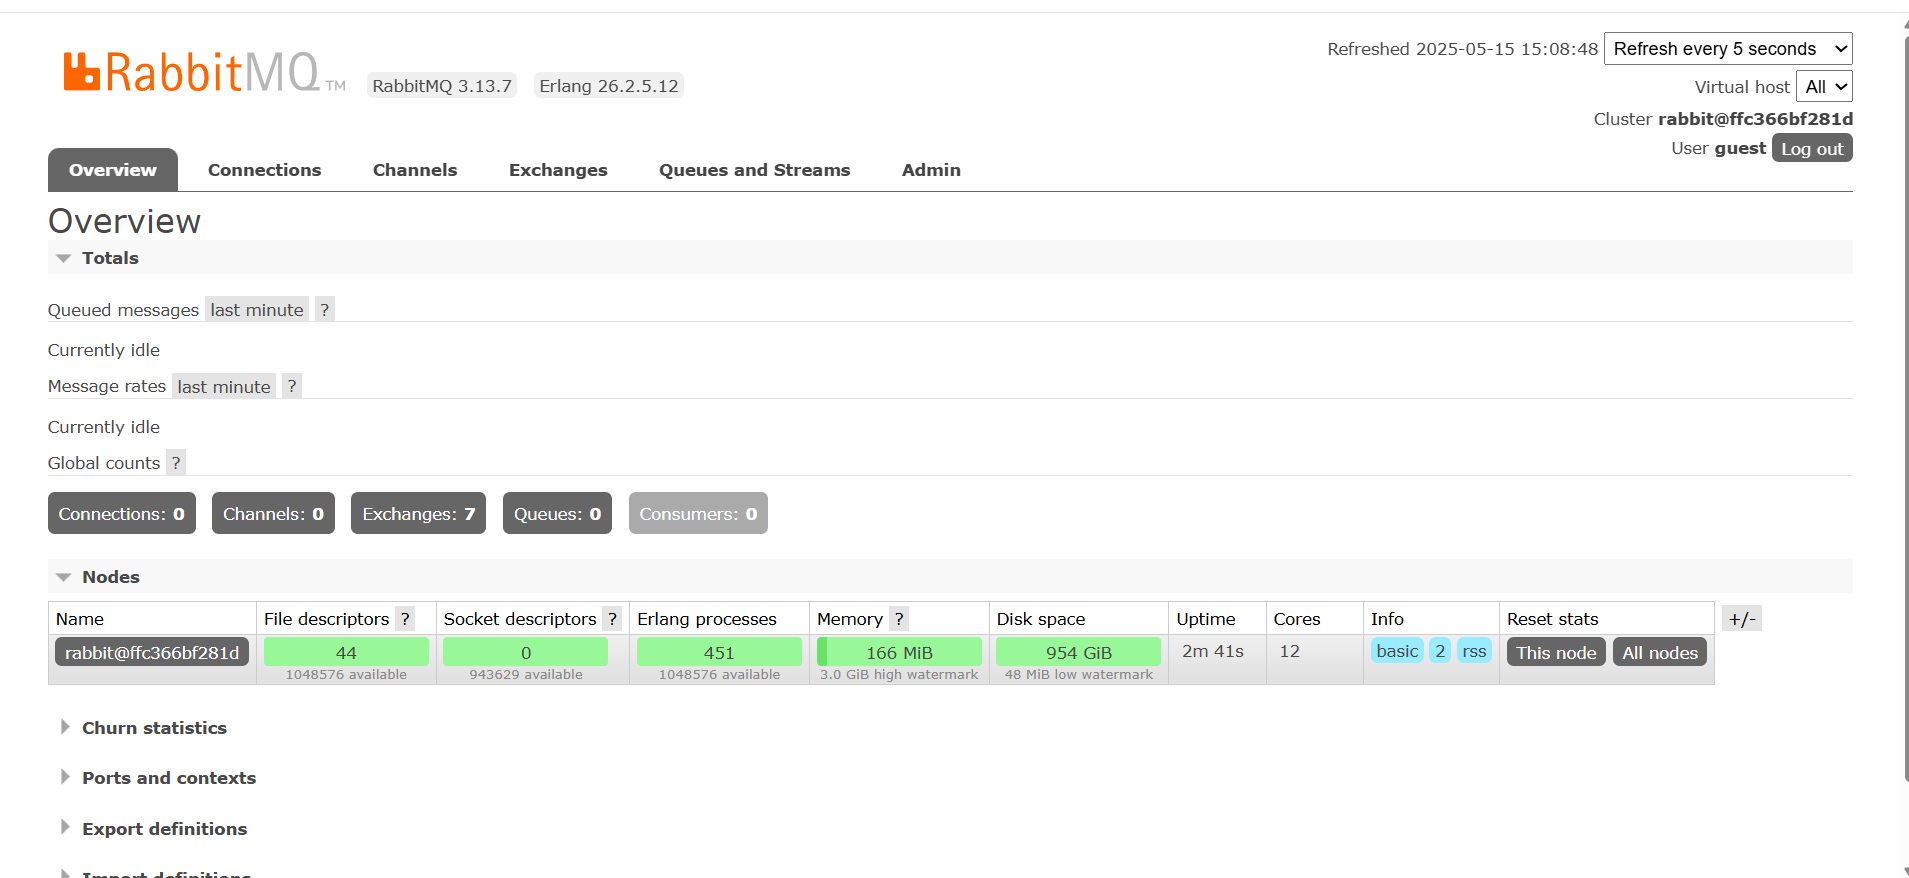 RabbitMQ TM RabbitMQ 3.13.7 Erlang 26.2.5.12
Refreshed 2025-05-15 15:08:48 Refresh every 5 seconds
Virtual host All
Cluster rabbit@ffc366bf281d
User guest Log out
Overview Connections Channels Exchanges Queues and Streams Admin
Overview
Totals
Queued messages last minute ?
Currently idle
Message rates last minute ?
Currently idle
Global counts ?
Connections: 0 Channels: 0 Exchanges: 7 Queues: 0 Consumers: 0
Nodes
Name File descriptors ? Socket descriptors ? Erlang processes Memory ? Disk space Uptime Cores Info Reset stats +/-
rabbit@ffc366bf281d 44 0 451 166 MiB 954 GiB 2m 41s 12 basic 2 rss This node All nodes
1048576 available 943629 available 1048576 available 3.0 GiB high watermark 48 MiB low watermark
Churn statistics
Ports and contexts
Export definitions
Import definitions